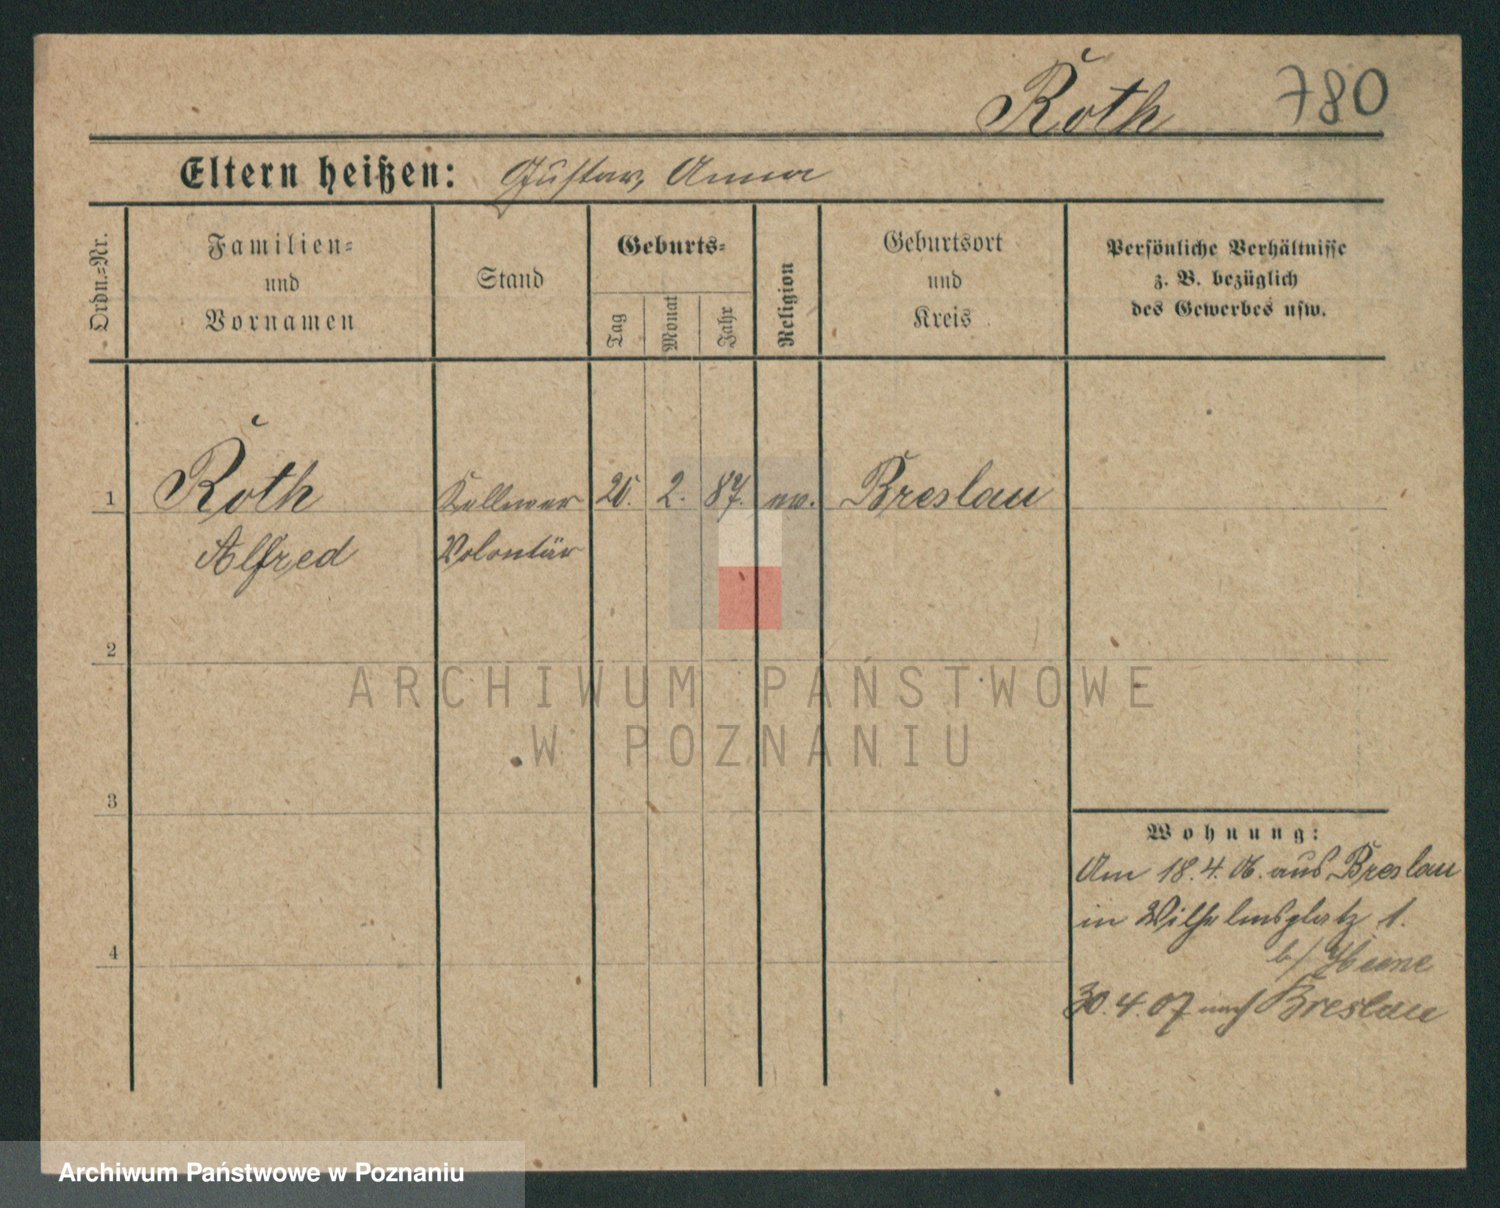 Roth 780
Eltern heißen: Gustav, Anna
Ordn.=Nr.
Familien=
und
Vornamen
Stand
Geburts=
Tag
Monat
Jahr
Religion
Geburtsort
und
Kreis
Persönliche Verhältnisse
z. B. bezüglich
des Gewerbes usw.
1 Roth Kellner 2. 87. ev. Breslau
Alfred Volontär
2
3
4
Wohnung:
Am 18.4.06. aus Breslau
in Wilhelmsplatz 1.
b/ Heene
30.4.07 nach Breslau
ARCHIWUM PAŃSTWOWE
W POZNANIU
Archiwum Państwowe w Poznaniu